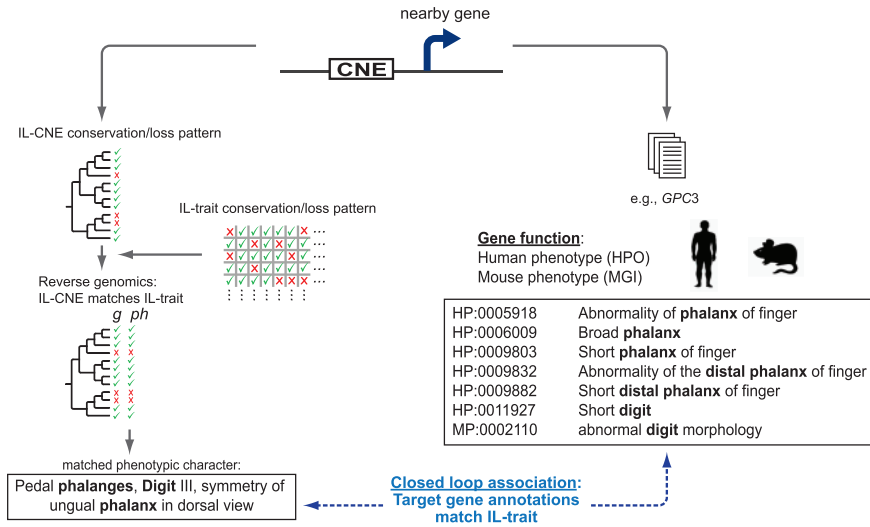 nearby gene
CNE
IL-CNE conservation/loss pattern
IL-trait conservation/loss pattern
Reverse genomics:
IL-CNE matches IL-trait
g ph
matched phenotypic character:
Pedal phalanges, Digit III, symmetry of
ungual phalanx in dorsal view
e.g., GPC3
Gene function:
Human phenotype (HPO)
Mouse phenotype (MGI)
HP:0005918 Abnormality of phalanx of finger
HP:0006009 Broad phalanx
HP:0009803 Short phalanx of finger
HP:0009832 Abnormality of the distal phalanx of finger
HP:0009882 Short distal phalanx of finger
HP:0011927 Short digit
MP:0002110 abnormal digit morphology
Closed loop association:
Target gene annotations
match IL-trait